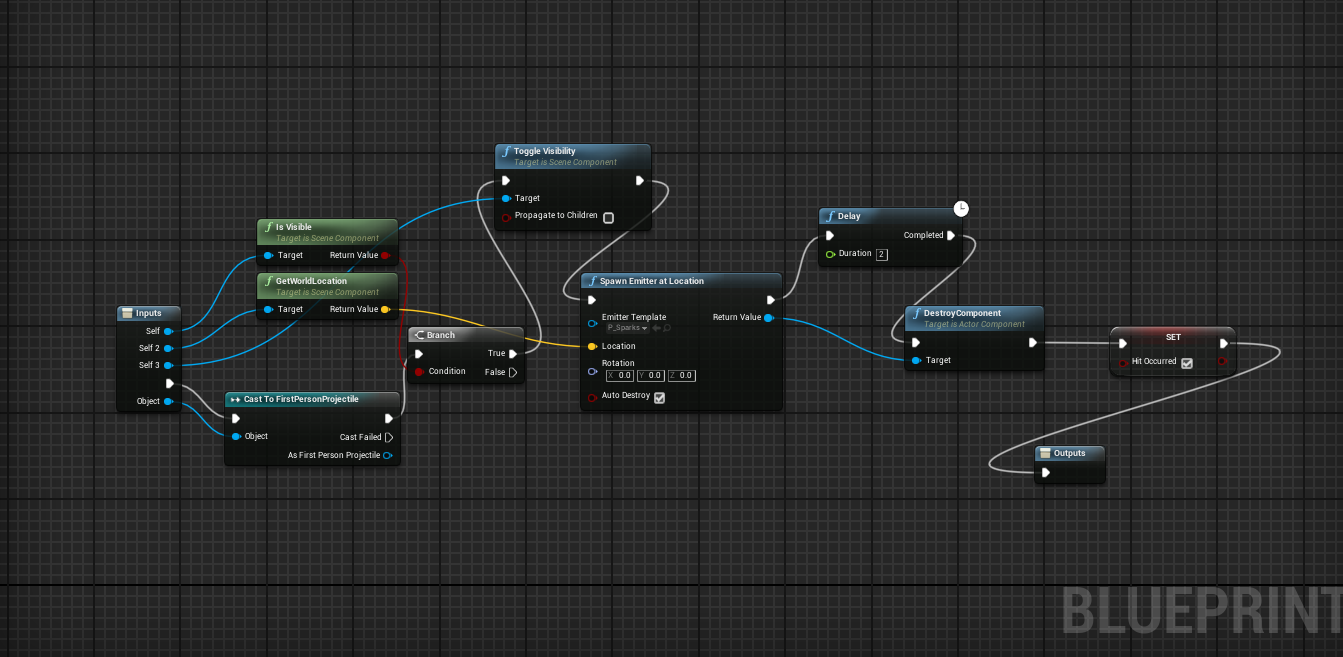 Inputs
Self
Self 2
Self 3
Object
Is Visible
Target is Scene Component
Target Return Value
GetWorldLocation
Target is Scene Component
Target Return Value
Cast To FirstPersonProjectile
Object
Cast Failed
As First Person Projectile
Branch
True
Condition False
Toggle Visibility
Target is Scene Component
Target
Propagate to Children
Spawn Emitter at Location
Emitter Template Return Value
P_Sparks
Location
Rotation
X 0.0 Y 0.0 Z 0.0
Auto Destroy
Delay
Completed
Duration 2
DestroyComponent
Target is Actor Component
Target
SET
Hit Occurred
Outputs
BLUEPRINT